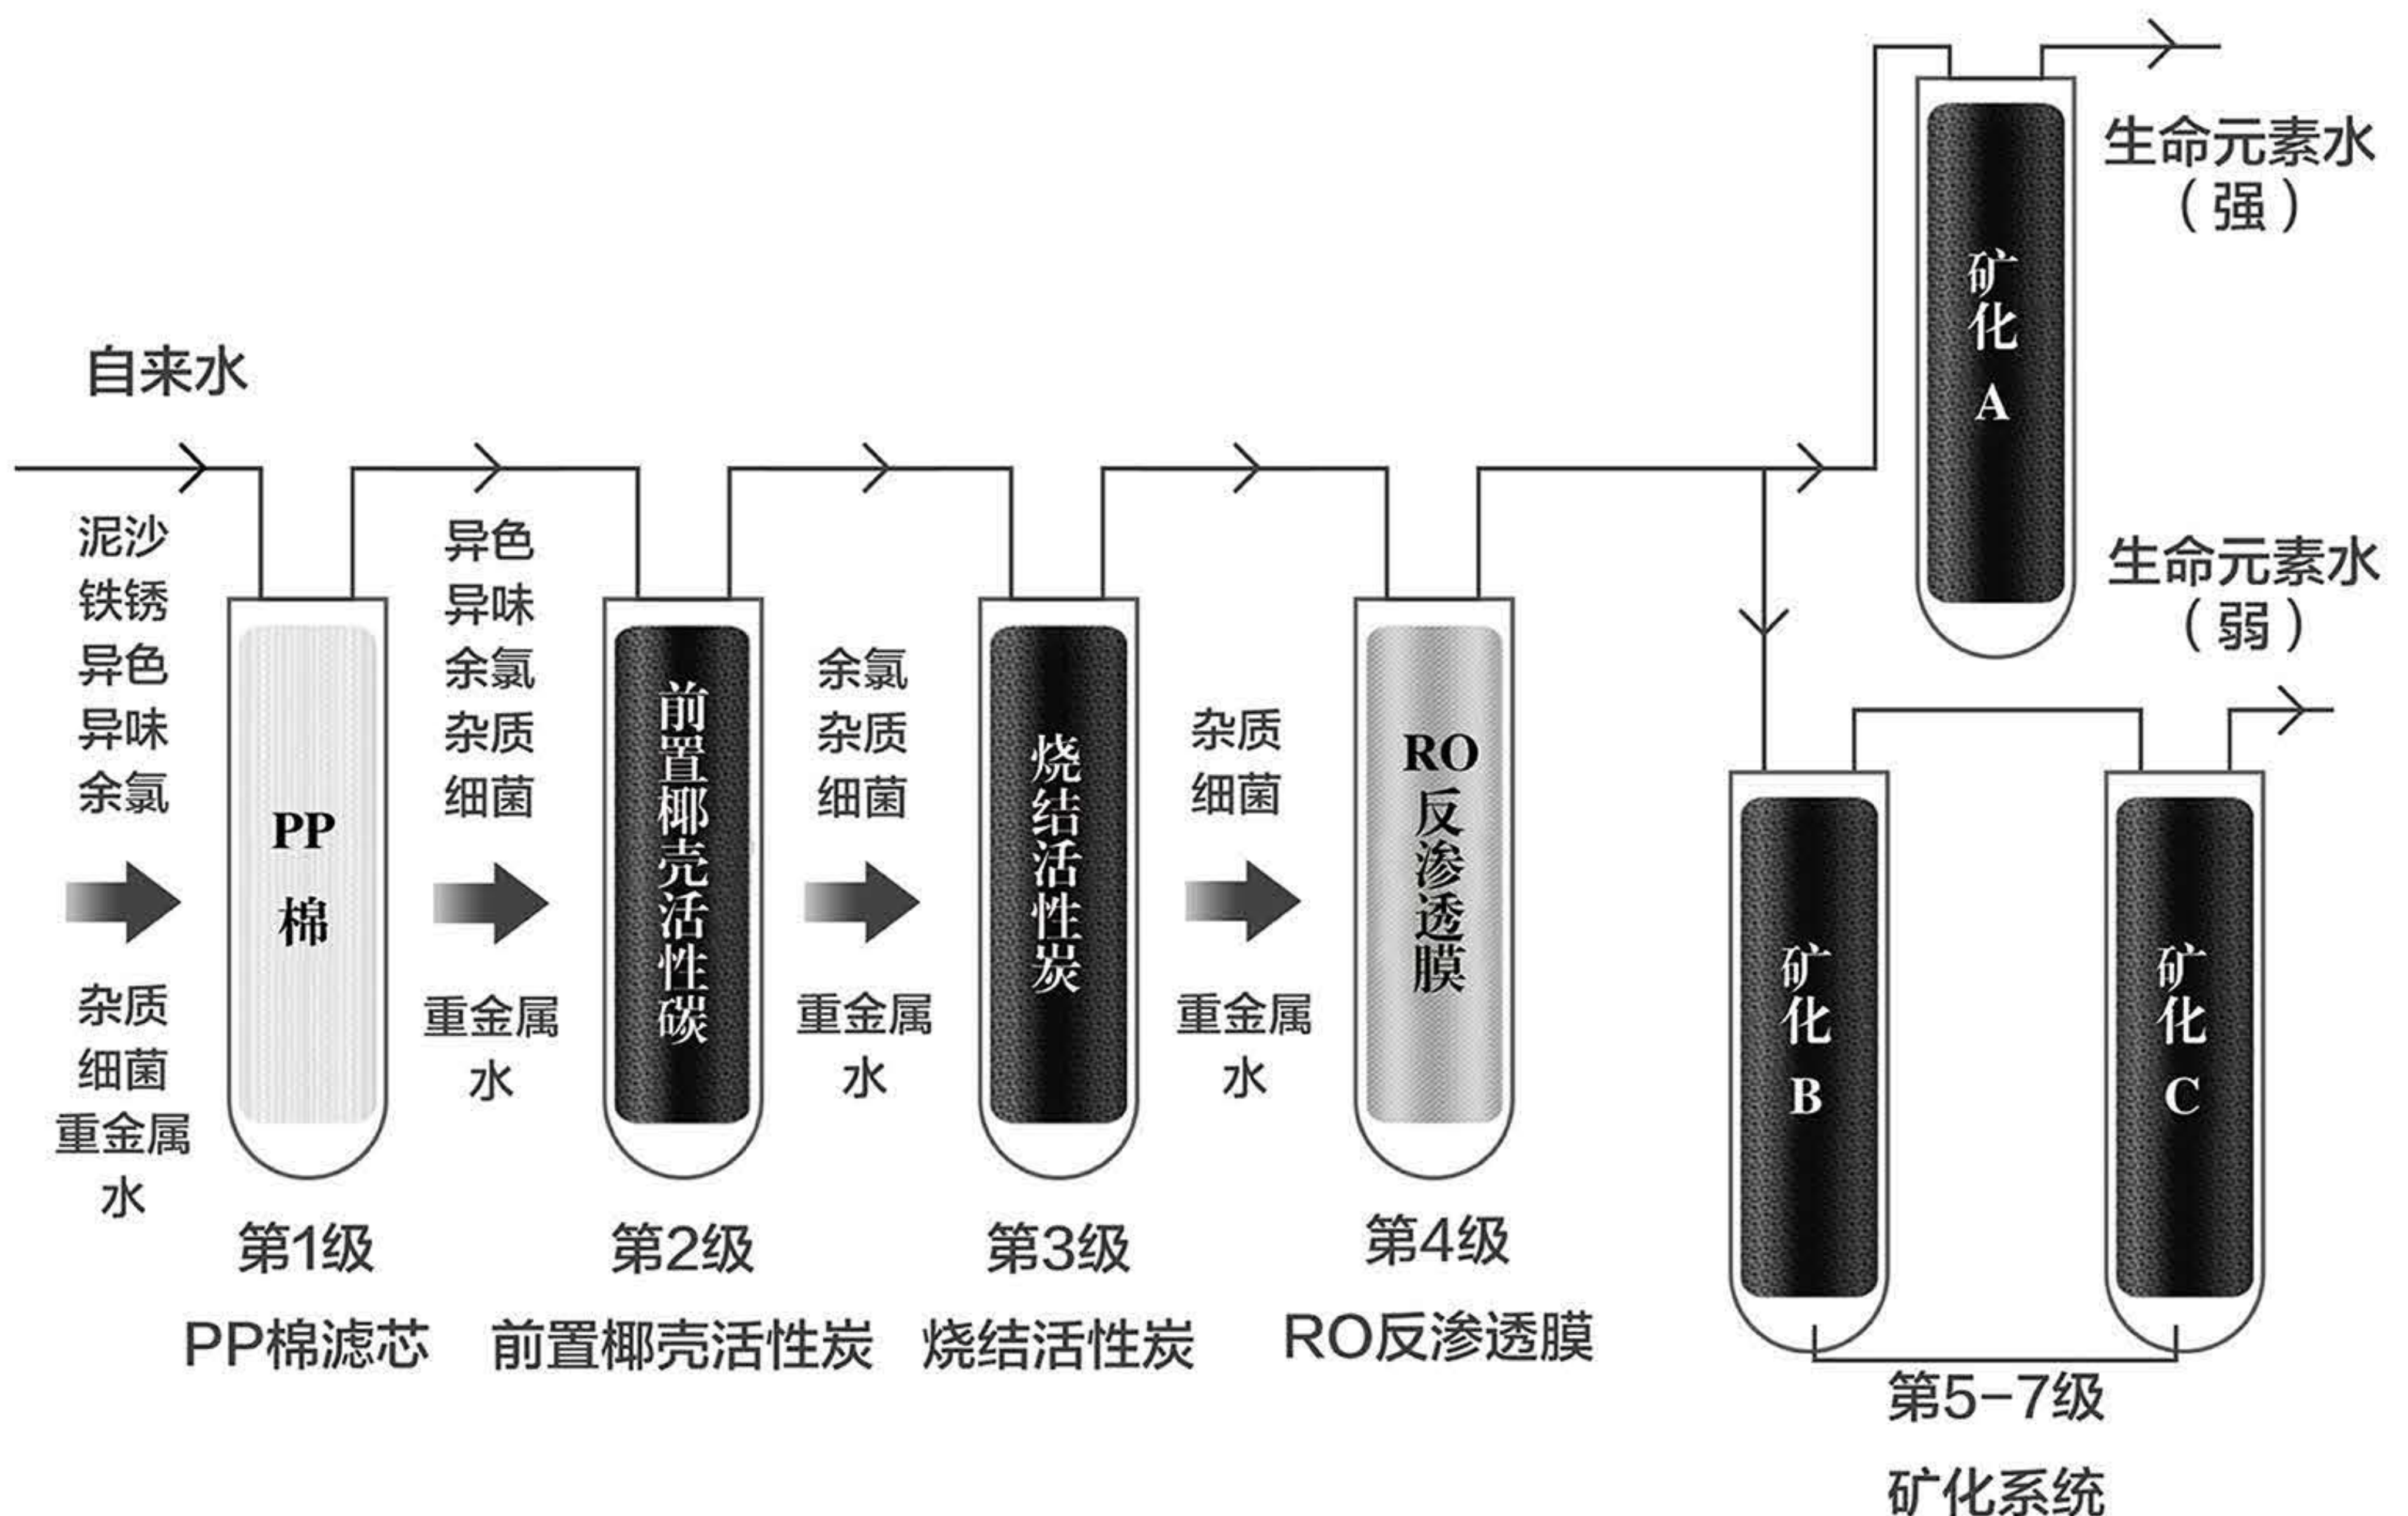 自来水
泥沙
铁锈
异色
异味
余氯
杂质
细菌
重金属
水
PP
棉
第1级
PP棉滤芯
异色
异味
余氯
杂质
细菌
重金属
水
前置椰壳活性碳
第2级
前置椰壳活性炭
余氯
杂质
细菌
重金属
水
烧结活性炭
第3级
烧结活性炭
杂质
细菌
重金属
水
RO
反渗透膜
第4级
RO反渗透膜
矿化
A
生命元素水
（强）
生命元素水
（弱）
矿化
B
矿化
C
第5-7级
矿化系统